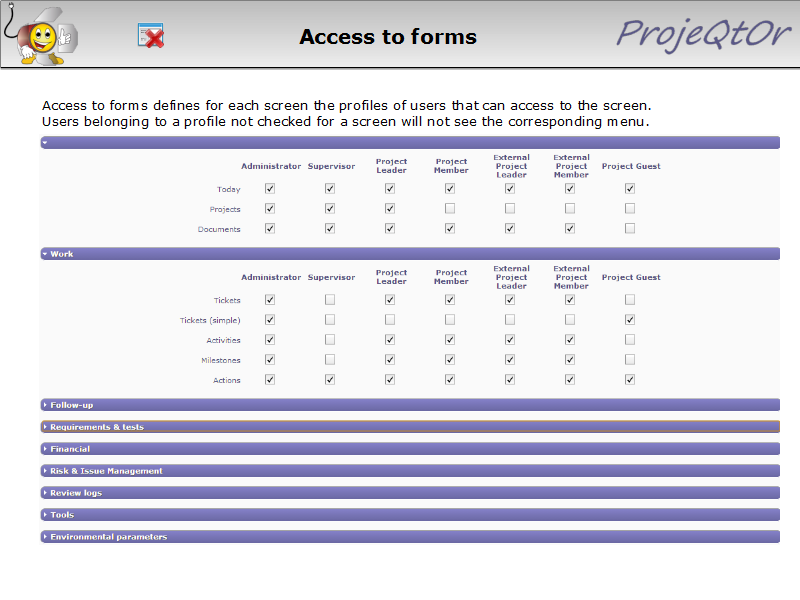 Access to forms
ProjeQtOr
Access to forms defines for each screen the profiles of users that can access to the screen.
Users belonging to a profile not checked for a screen will not see the corresponding menu.
Administrator Supervisor Project Leader Project Member External Project Leader External Project Member Project Guest
Today
Projects
Documents
Work
Administrator Supervisor Project Leader Project Member External Project Leader External Project Member Project Guest
Tickets
Tickets (simple)
Activities
Milestones
Actions
Follow-up
Requirements & tests
Financial
Risk & Issue Management
Review logs
Tools
Environmental parameters